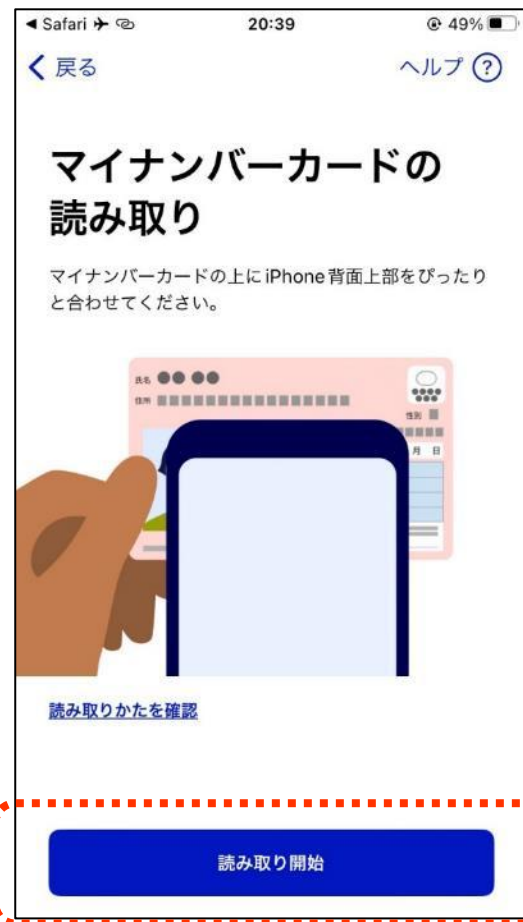 ◀ Safari
20:39
49%
戻る
ヘルプ ?
マイナンバーカードの
読み取り
マイナンバーカードの上にiPhone背面上部をぴったり
と合わせてください。
氏名
住所
性別
月 日
読み取りかたを確認
読み取り開始